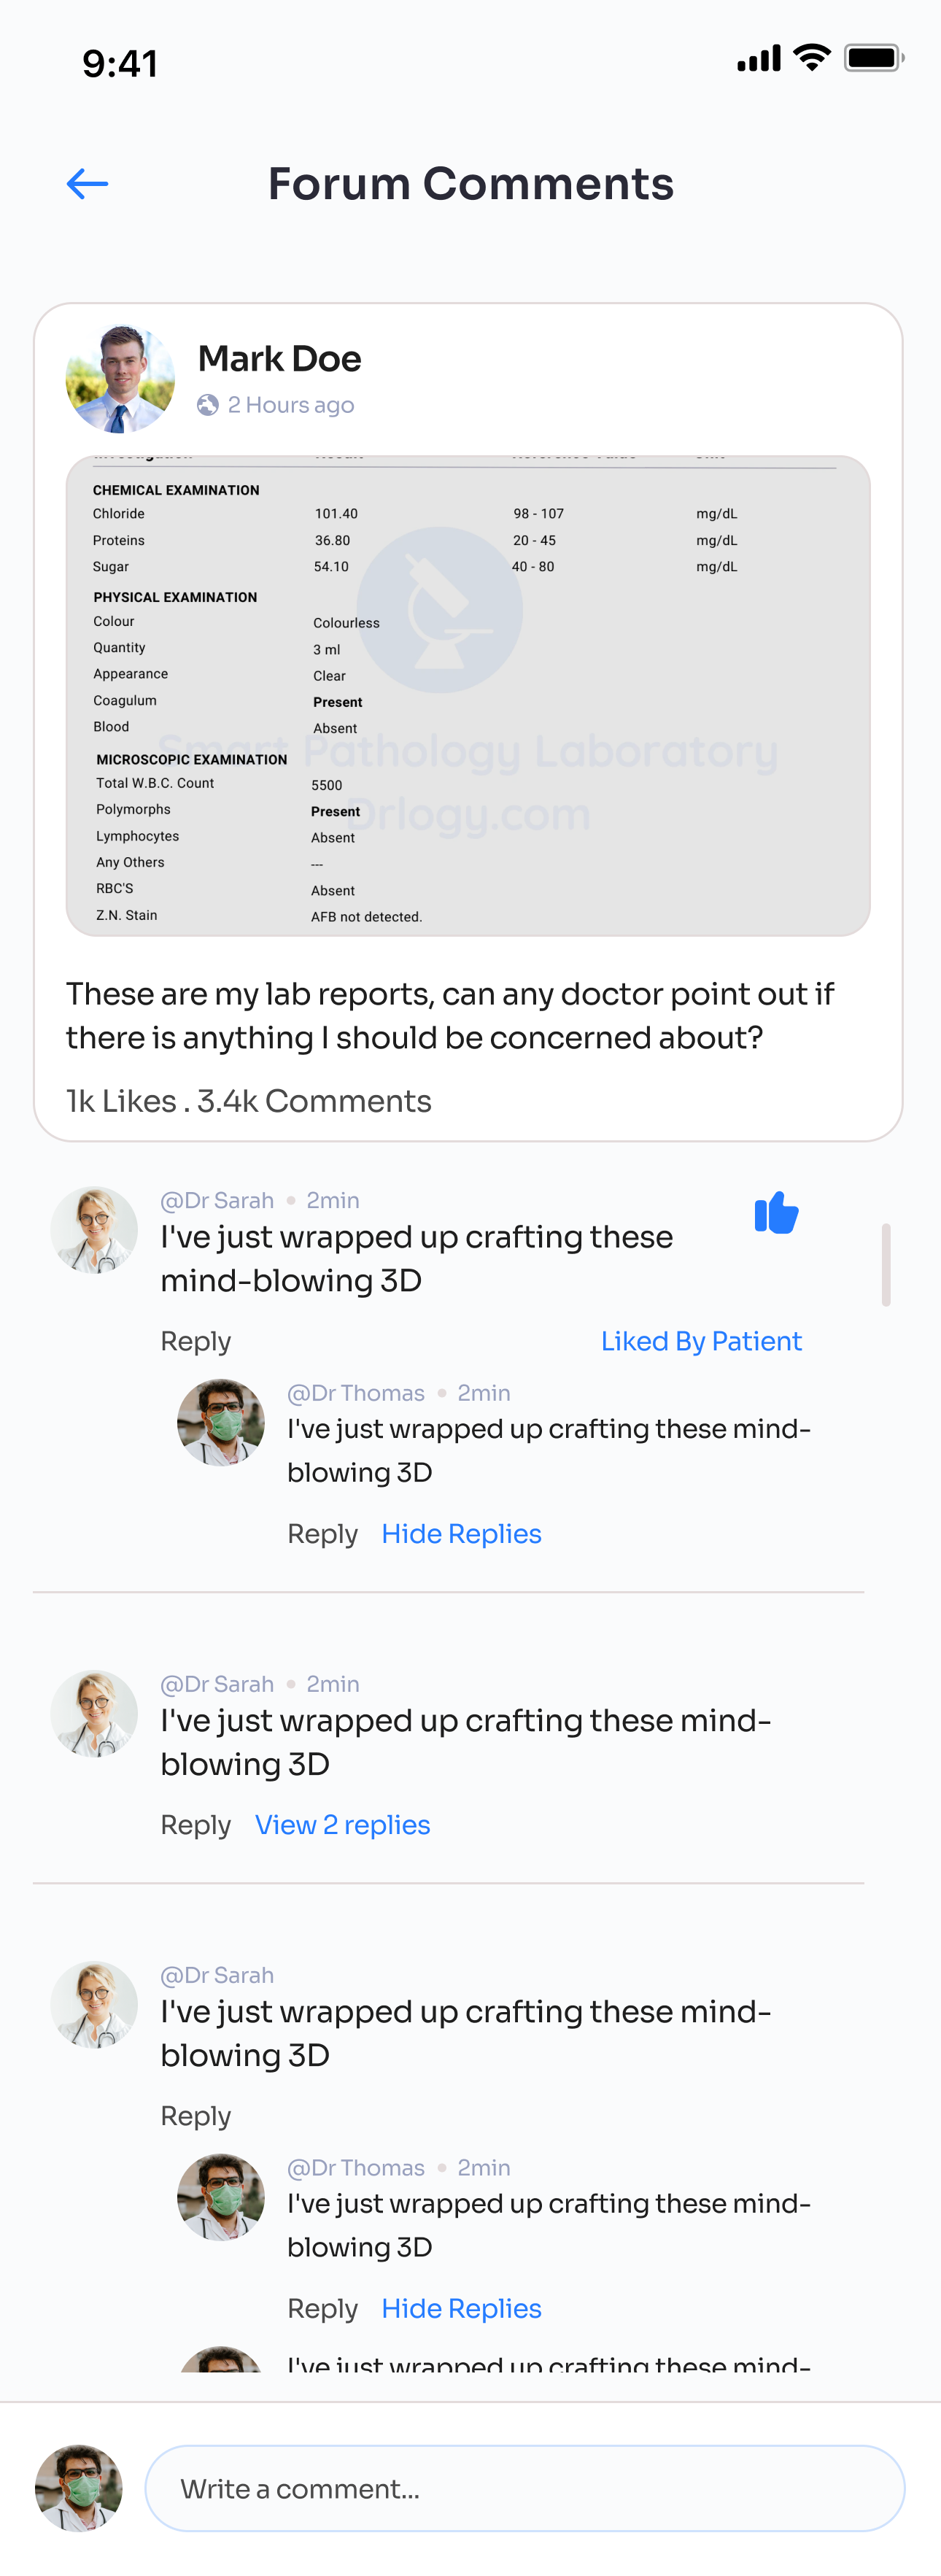 9:41
Forum Comments
Mark Doe
2 Hours ago
CHEMICAL EXAMINATION
Chloride 101.40 98 - 107 mg/dL
Proteins 36.80 20 - 45 mg/dL
Sugar 54.10 40 - 80 mg/dL
PHYSICAL EXAMINATION
Colour Colourless
Quantity 3 ml
Appearance Clear
Coagulum Present
Blood Absent
Smart Pathology Laboratory
MICROSCOPIC EXAMINATION
Total W.B.C. Count 5500
Polymorphs Present
Drlogy.com
Lymphocytes Absent
Any Others ---
RBC'S Absent
Z.N. Stain AFB not detected.
These are my lab reports, can any doctor point out if
there is anything I should be concerned about?
1k Likes . 3.4k Comments
@Dr Sarah • 2min
I've just wrapped up crafting these
mind-blowing 3D
Reply Liked By Patient
@Dr Thomas • 2min
I've just wrapped up crafting these mind-
blowing 3D
Reply Hide Replies
@Dr Sarah • 2min
I've just wrapped up crafting these mind-
blowing 3D
Reply View 2 replies
@Dr Sarah
I've just wrapped up crafting these mind-
blowing 3D
Reply
@Dr Thomas • 2min
I've just wrapped up crafting these mind-
blowing 3D
Reply Hide Replies
I've just wrapped up crafting these mind-
Write a comment...